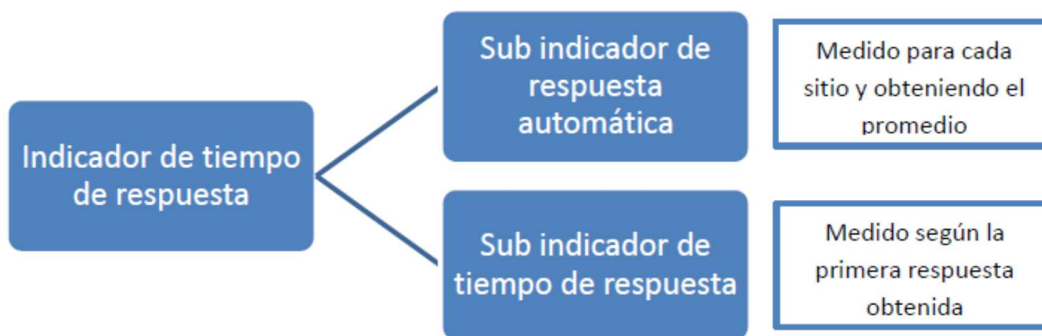 Indicador de tiempo
de respuesta
Sub indicador de
respuesta
automática
Medido para cada
sitio y obteniendo el
promedio
Sub indicador de
tiempo de respuesta
Medido según la
primera respuesta
obtenida